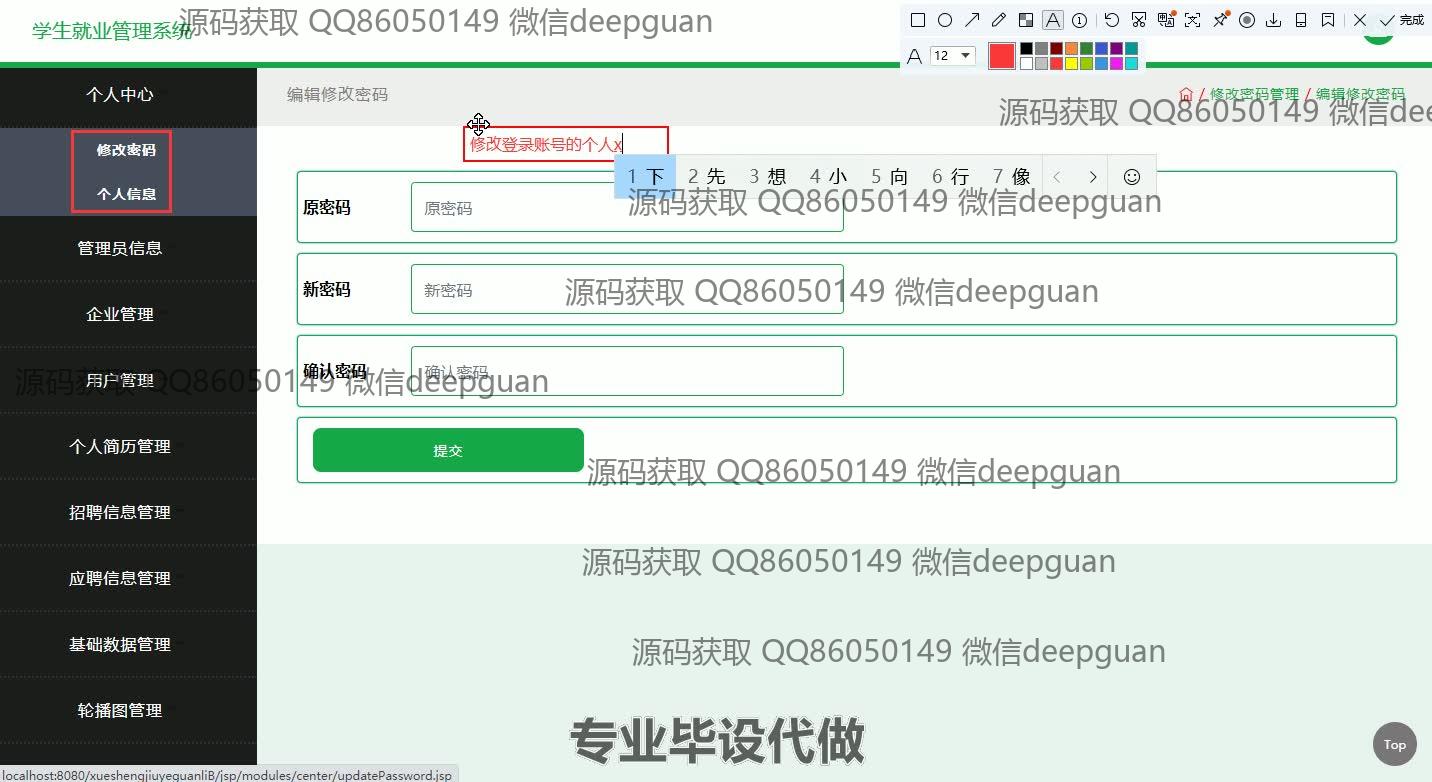 学生就业管理系统
源码获取 QQ86050149 微信deepguan
完成
A 12
个人中心
修改密码
个人信息
管理员信息
企业管理
用户管理
个人简历管理
招聘信息管理
应聘信息管理
基础数据管理
轮播图管理
编辑修改密码
/ 修改密码管理 / 编辑修改密码
源码获取 QQ86050149 微信dee
修改登录账号的个人x
1 下 2 先 3 想 4 小 5 向 6 行 7 像
源码获取 QQ86050149 微信deepguan
原密码 原密码
新密码 新密码
源码获取 QQ86050149 微信deepguan
确认密码 确认密码
源码获取 QQ86050149 微信deepguan
提交
源码获取 QQ86050149 微信deepguan
源码获取 QQ86050149 微信deepguan
源码获取 QQ86050149 微信deepguan
专业毕设代做
Top
localhost:8080/xueshengjiuyeguanliB/jsp/modules/center/updatePassword.jsp